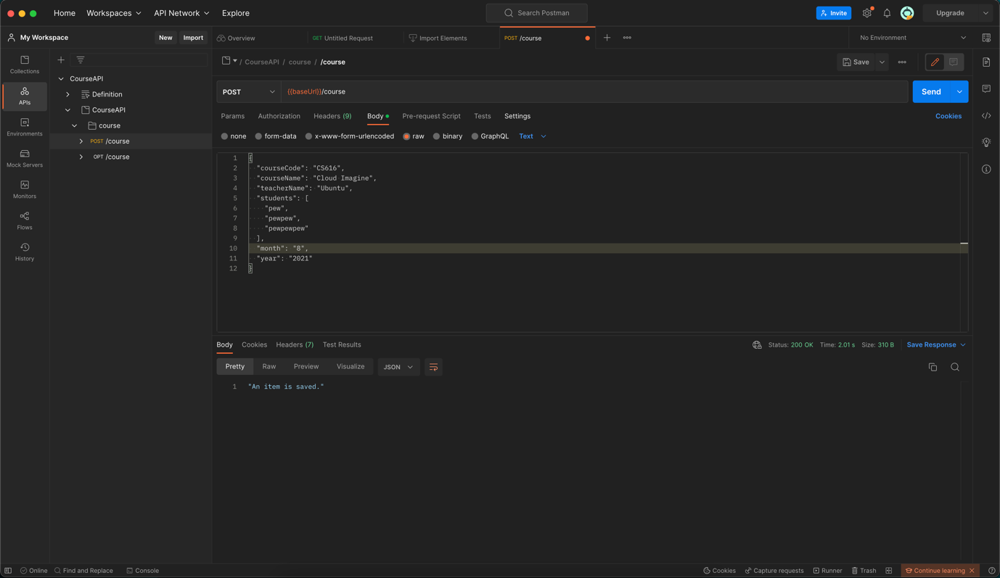 Home Workspaces API Network Explore Search Postman Invite Upgrade
My Workspace New Import Overview GET Untitled Request Import Elements POST /course No Environment
Collections
APIs
Environments
Mock Servers
Monitors
Flows
History
CourseAPI
Definition
CourseAPI
course
POST /course
OPT /course
/ CourseAPI / course / /course Save
POST {{baseUrl}}/course Send
Params Authorization Headers (9) Body Pre-request Script Tests Settings Cookies
none form-data x-www-form-urlencoded raw binary GraphQL Text
1 {
2 "courseCode": "CS616",
3 "courseName": "Cloud Imagine",
4 "teacherName": "Ubuntu",
5 "students": [
6 "pew",
7 "pewpew",
8 "pewpewpew"
9 ],
10 "month": "8",
11 "year": "2021"
12 }
Body Cookies Headers (7) Test Results Status: 200 OK Time: 2.01 s Size: 310 B Save Response
Pretty Raw Preview Visualize JSON
1 "An item is saved."
Online Find and Replace Console Cookies Capture requests Runner Trash Continue learning